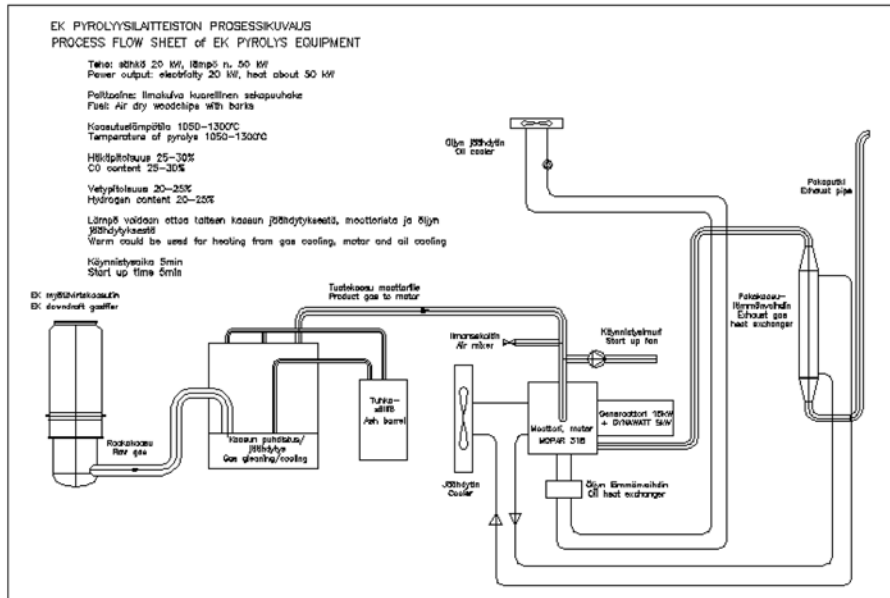 EK PYROLYYSILAITTEISTON PROSESSIKUVAUS
PROCESS FLOW SHEET of EK PYROLYS EQUIPMENT
Teho: sähkö 20 kW, lämpö n. 50 kW
Power output: electrialty 20 kW, heat about 50 kW
Polttoaine: Ilmakuiva kuorellinen sekapuuhake
Fuel: Air dry woodchips with barks
Kaasutuslämpötila 1050-1300°C
Temperature of pyrolys 1050-1300°C
Häkäpitoisuus 25-30%
CO content 25-30%
Vetypitoisuus 20-25%
Hydrogen content 20-25%
Lämpö voidaan ottaa talteen kaasun jäähdytyksestä, moottorista ja öljyn
jäähdytyksestä
Warm could be used for heating from gas cooling, motor and oil cooling
Käynnistysaika 5min
Start up time 5min
EK myötävirtakaasutin
EK downdraft gasifier
Raakakaasu
Raw gas
Kaasun puhdistus/
jäähdytys
Gas cleaning/cooling
Tuotekaasu moottorille
Product gas to motor
Tuhka-
säiliö
Ash barrel
Ilmansekoitin
Air mixer
Käynnistysimuri
Start up fan
Jäähdytin
Cooler
Moottori, motor
MOPAR 318
Generaattori 15kW
+ DYNAWATT 5kW
Öljyn lämmönvaihdin
Oil heat exchanger
Öljyn jäähdytin
Oil cooler
Pakoputki
Exhaust pipe
Pakokaasu-
lämmönvaihdin
Exhaust gas
heat exchanger